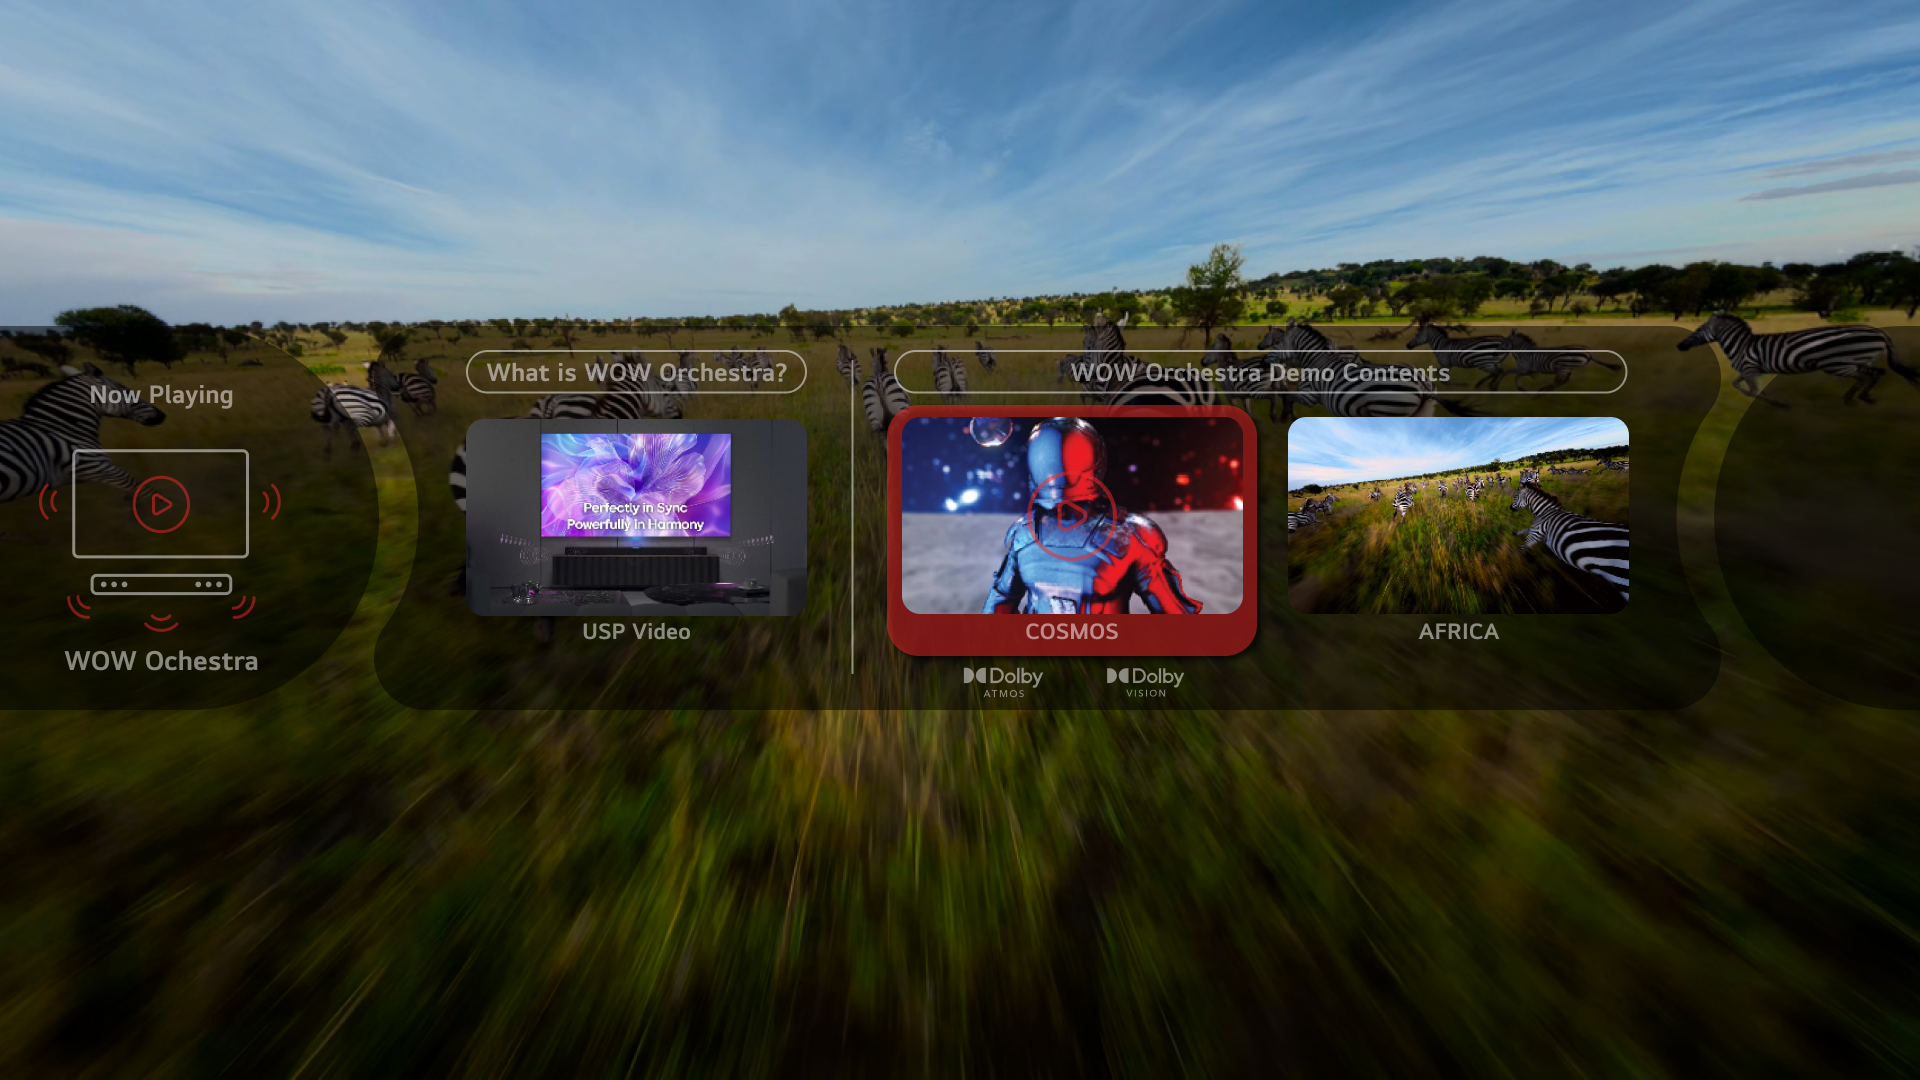 Now Playing
WOW Ochestra
What is WOW Orchestra?
Perfectly in Sync
Powerfully in Harmony
USP Video
WOW Orchestra Demo Contents
COSMOS
Dolby
ATMOS
Dolby
VISION
AFRICA